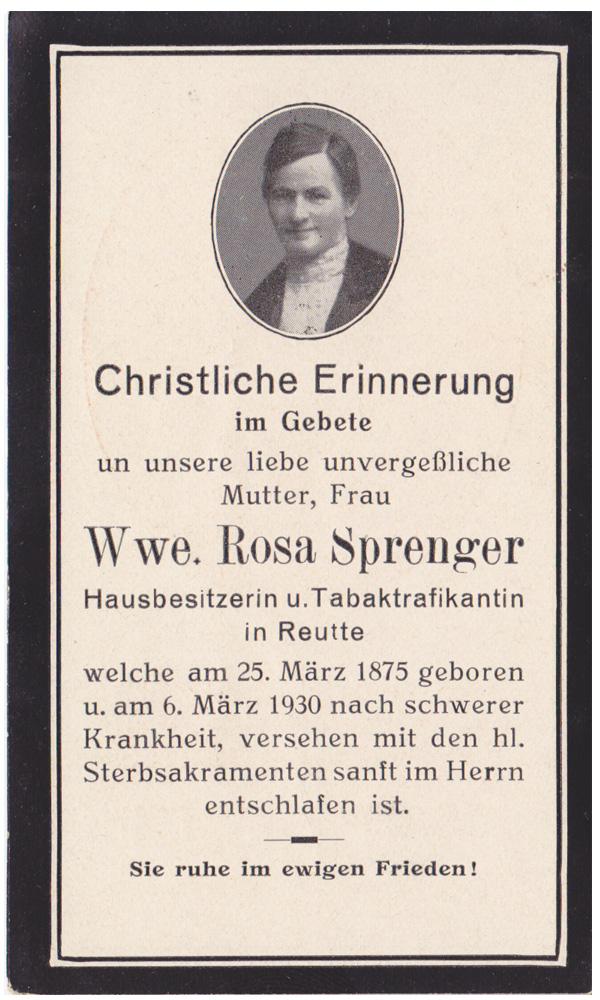 Christliche Erinnerung
im Gebete
un unsere liebe unvergeßliche
Mutter, Frau
Wwe. Rosa Sprenger
Hausbesitzerin u. Tabaktrafikantin
in Reutte
welche am 25. März 1875 geboren
u. am 6. März 1930 nach schwerer
Krankheit, versehen mit den hl.
Sterbsakramenten sanft im Herrn
entschlafen ist.
Sie ruhe im ewigen Frieden!